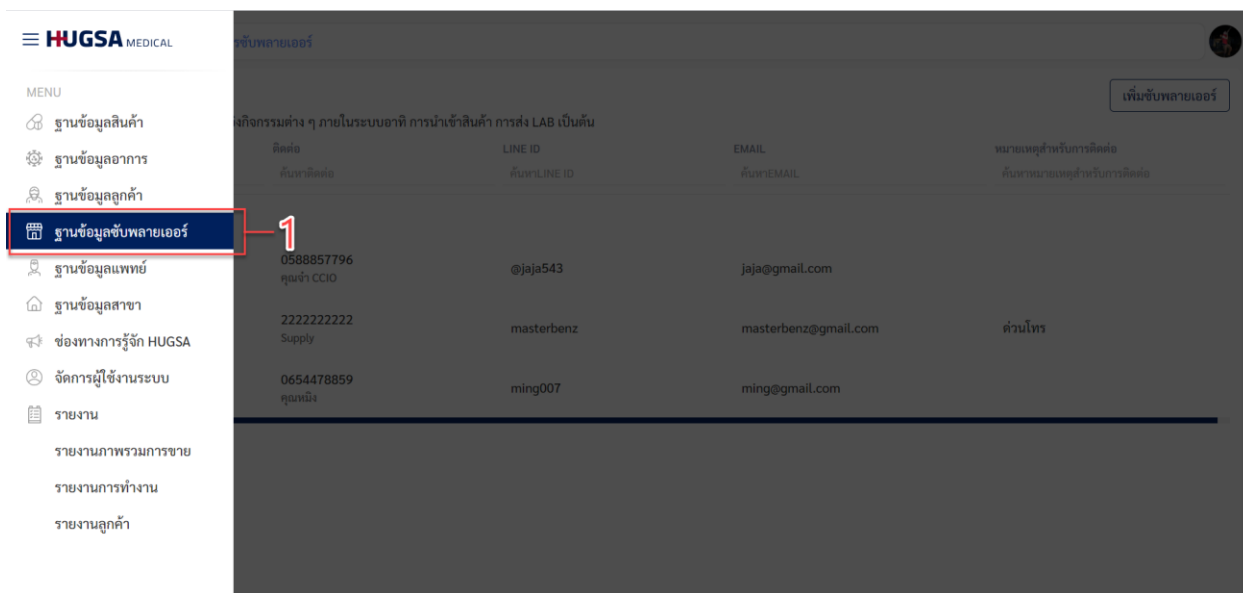 HUGSA MEDICAL
ซับพลายเออร์
MENU
เพิ่มซับพลายเออร์
ฐานข้อมูลสินค้า
กิจกรรมต่าง ๆ ภายในระบบอาทิ การนำเข้าสินค้า การส่ง LAB เป็นต้น
ติดต่อ LINE ID EMAIL หมายเหตุสำหรับการติดต่อ
ฐานข้อมูลอาการ
ค้นหาติดต่อ ค้นหาLINE ID ค้นหาEMAIL ค้นหาหมายเหตุสำหรับการติดต่อ
ฐานข้อมูลลูกค้า
ฐานข้อมูลซับพลายเออร์
1
0588857796
คุณจ๋า CCIO
@jaja543 jaja@gmail.com
ฐานข้อมูลแพทย์
ฐานข้อมูลสาขา
2222222222
Supply
masterbenz masterbenz@gmail.com ด่วนโทร
ช่องทางการรู้จัก HUGSA
จัดการผู้ใช้งานระบบ
0654478859
คุณหมิง
ming007 ming@gmail.com
รายงาน
รายงานภาพรวมการขาย
รายงานการทำงาน
รายงานลูกค้า